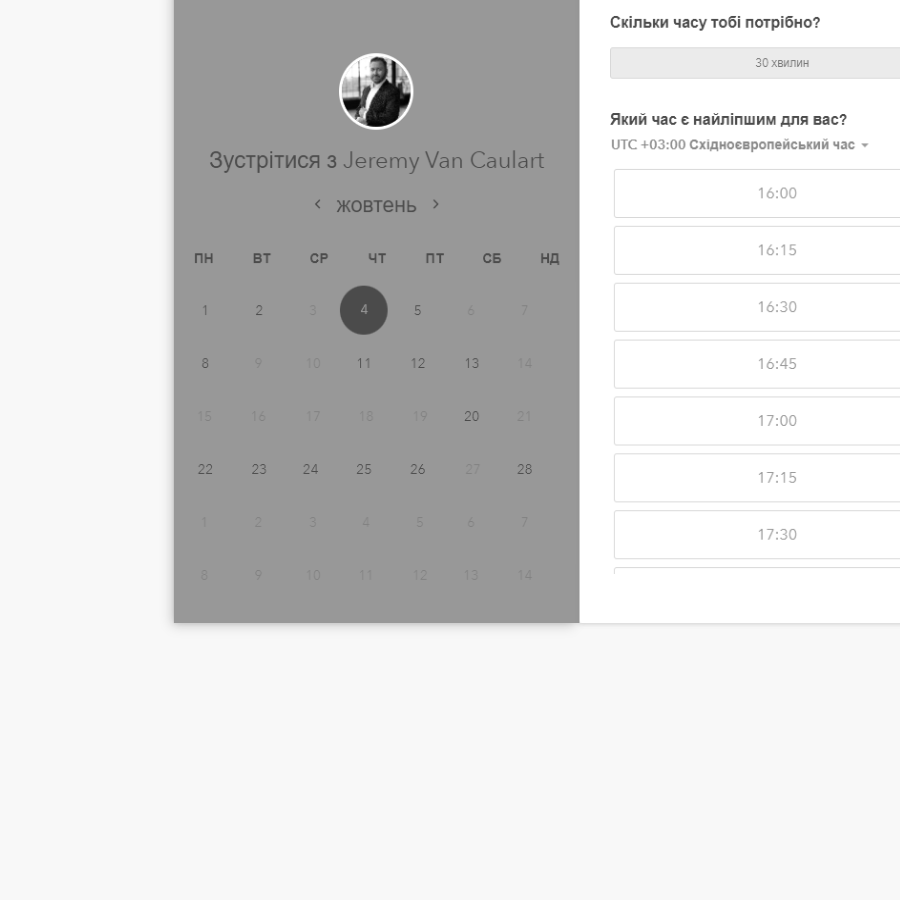 Зустрітися з Jeremy Van Caulart
жовтень
ПН ВТ СР ЧТ ПТ СБ НД
1 2 3 4 5 6 7
8 9 10 11 12 13 14
15 16 17 18 19 20 21
22 23 24 25 26 27 28
1 2 3 4 5 6 7
8 9 10 11 12 13 14
Скільки часу тобі потрібно?
30 хвилин
Який час є найліпшим для вас?
UTC +03:00 Східноєвропейський час
16:00
16:15
16:30
16:45
17:00
17:15
17:30